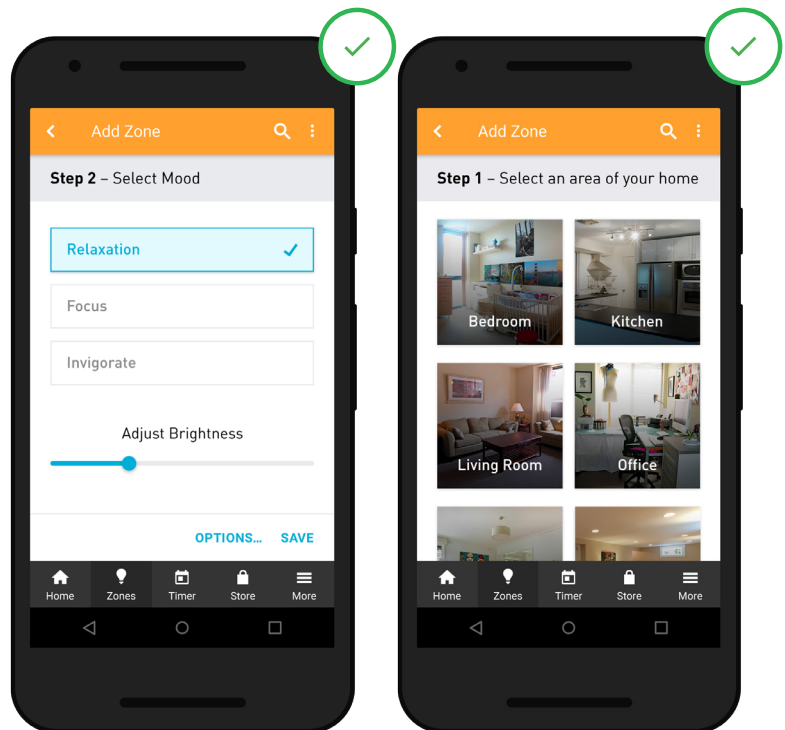 Add Zone
Step 2 – Select Mood
Relaxation
Focus
Invigorate
Adjust Brightness
OPTIONS... SAVE
Home Zones Timer Store More
Add Zone
Step 1 – Select an area of your home
Bedroom Kitchen
Living Room Office
Home Zones Timer Store More